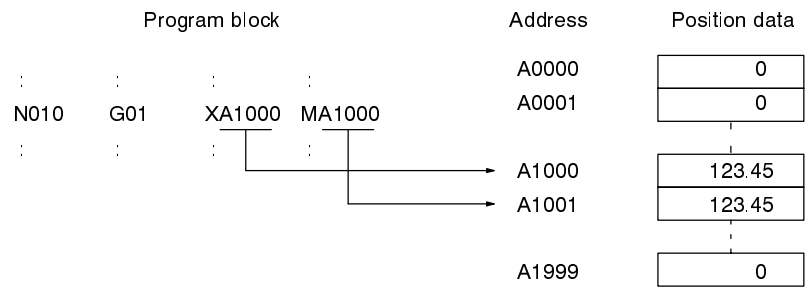 Program block Address Position data
A0000 0
: : : :
A0001 0
N010 G01 XA1000 MA1000
: : : :
A1000 123.45
A1001 123.45
A1999 0